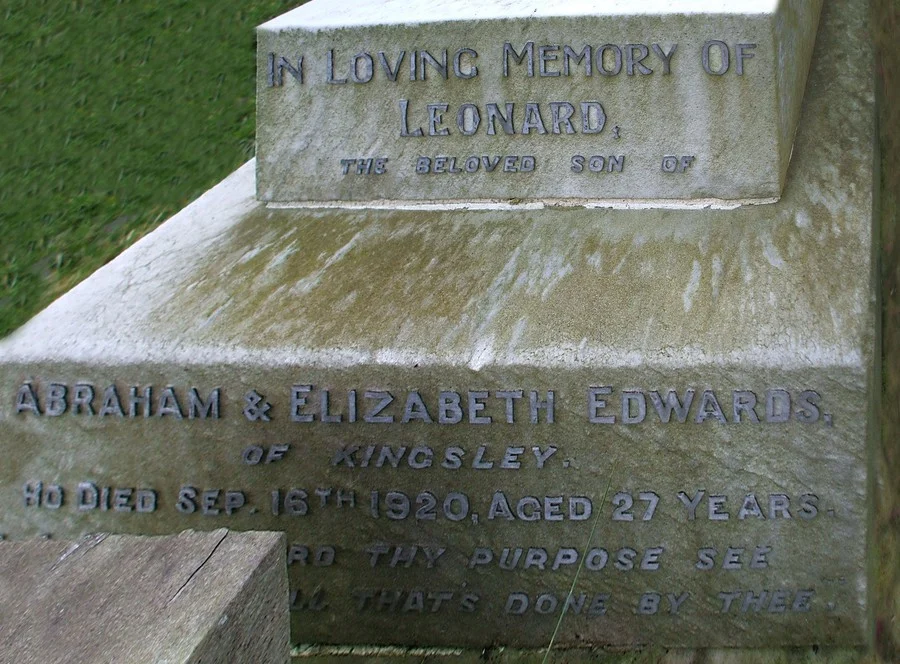 IN LOVING MEMORY OF
LEONARD,
THE BELOVED SON OF
ABRAHAM & ELIZABETH EDWARDS,
OF KINGSLEY.
HO DIED SEP. 16TH 1920, AGED 27 YEARS.
THY PURPOSE SEE
THAT'S DONE BY THEE